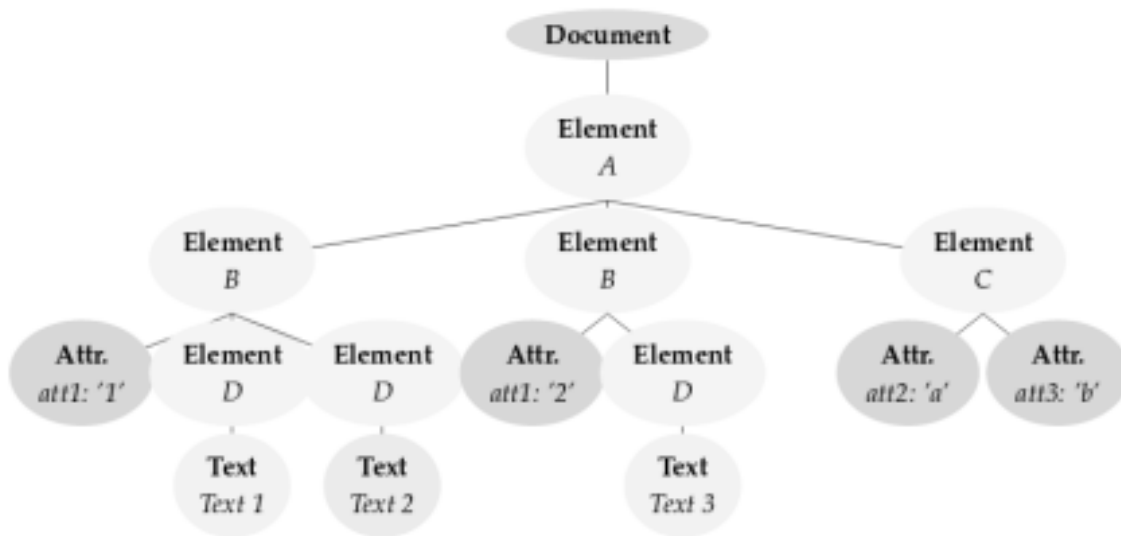 Document
Element
A
Element
B
Element
B
Element
C
Attr.
att1: '1'
Element
D
Element
D
Attr.
att1: '2'
Element
D
Attr.
att2: 'a'
Attr.
att3: 'b'
Text
Text 1
Text
Text 2
Text
Text 3